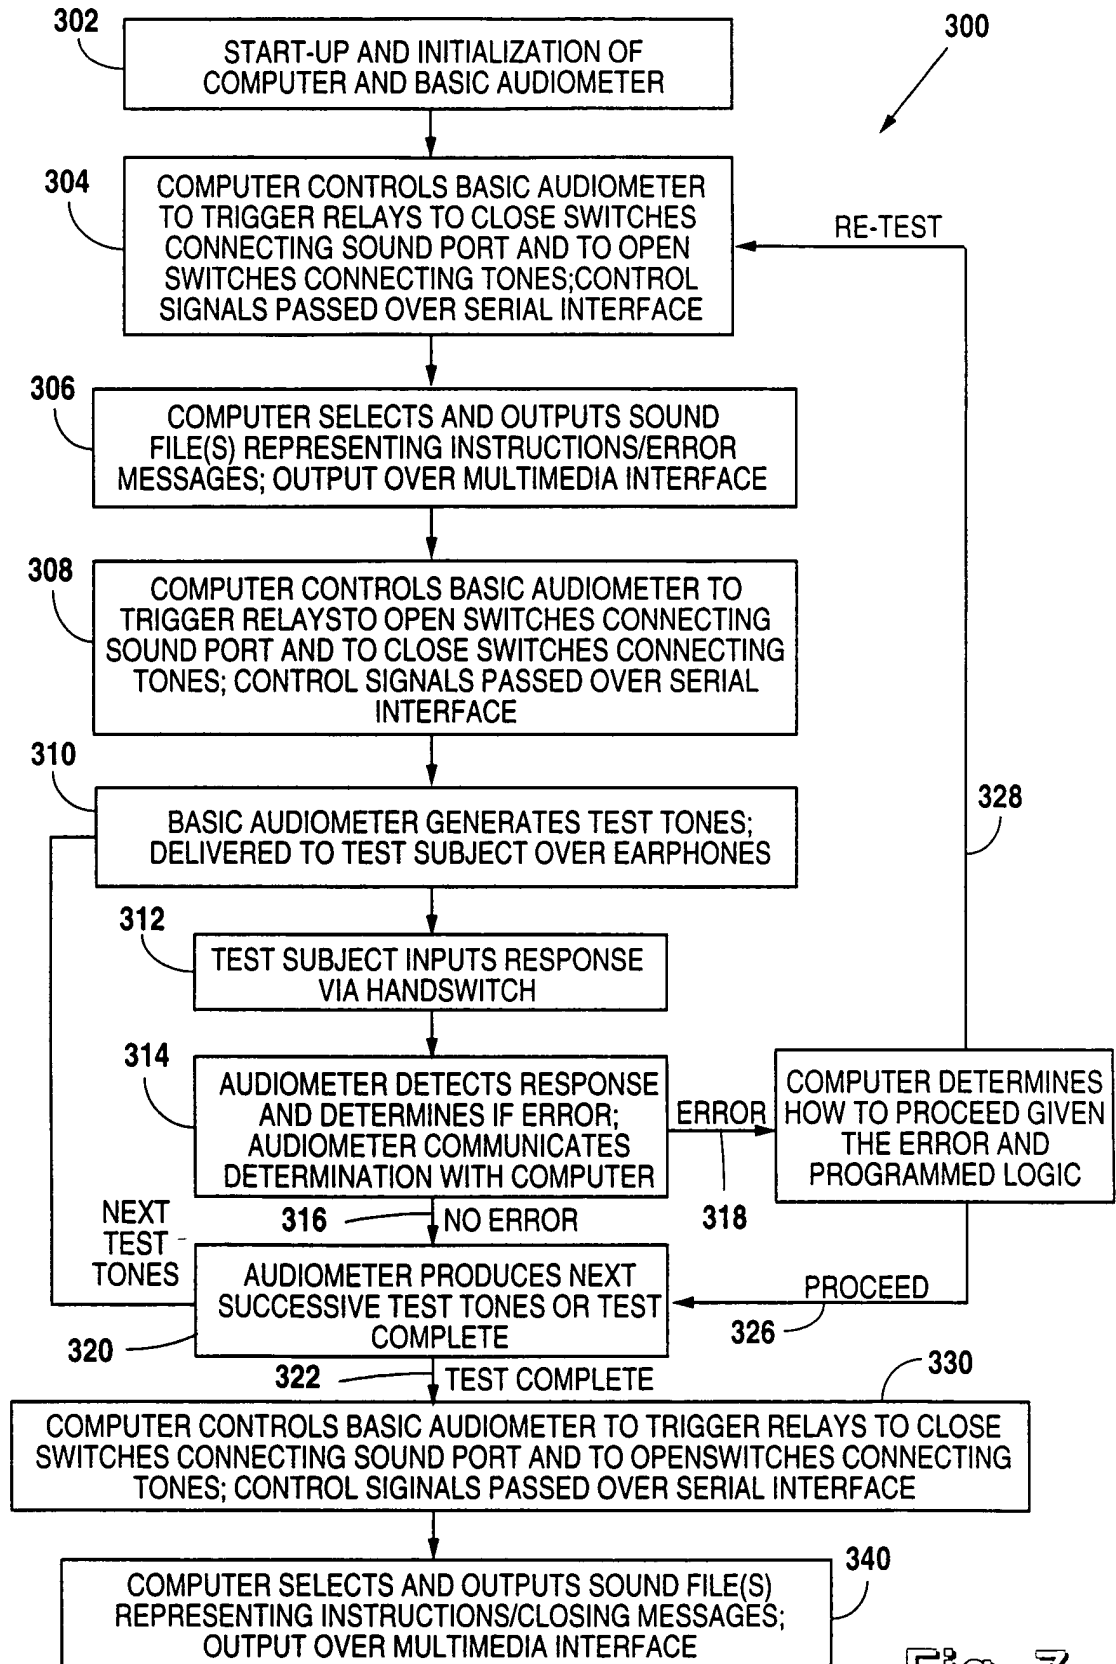 302
300
START-UP AND INITIALIZATION OF
COMPUTER AND BASIC AUDIOMETER
304
COMPUTER CONTROLS BASIC AUDIOMETER
TO TRIGGER RELAYS TO CLOSE SWITCHES
CONNECTING SOUND PORT AND TO OPEN
SWITCHES CONNECTING TONES;CONTROL
SIGNALS PASSED OVER SERIAL INTERFACE
RE-TEST
306
COMPUTER SELECTS AND OUTPUTS SOUND
FILE(S) REPRESENTING INSTRUCTIONS/ERROR
MESSAGES; OUTPUT OVER MULTIMEDIA INTERFACE
308
COMPUTER CONTROLS BASIC AUDIOMETER TO
TRIGGER RELAYSTO OPEN SWITCHES CONNECTING
SOUND PORT AND TO CLOSE SWITCHES CONNECTING
TONES; CONTROL SIGNALS PASSED OVER SERIAL
INTERFACE
310
BASIC AUDIOMETER GENERATES TEST TONES;
DELIVERED TO TEST SUBJECT OVER EARPHONES
328
312
TEST SUBJECT INPUTS RESPONSE
VIA HANDSWITCH
314
AUDIOMETER DETECTS RESPONSE
AND DETERMINES IF ERROR;
AUDIOMETER COMMUNICATES
DETERMINATION WITH COMPUTER
ERROR
318
COMPUTER DETERMINES
HOW TO PROCEED GIVEN
THE ERROR AND
PROGRAMMED LOGIC
316
NO ERROR
NEXT
TEST
TONES
AUDIOMETER PRODUCES NEXT
SUCCESSIVE TEST TONES OR TEST
COMPLETE
PROCEED
326
320
322
TEST COMPLETE
330
COMPUTER CONTROLS BASIC AUDIOMETER TO TRIGGER RELAYS TO CLOSE
SWITCHES CONNECTING SOUND PORT AND TO OPENSWITCHES CONNECTING
TONES; CONTROL SIGINALS PASSED OVER SERIAL INTERFACE
340
COMPUTER SELECTS AND OUTPUTS SOUND FILE(S)
REPRESENTING INSTRUCTIONS/CLOSING MESSAGES;
OUTPUT OVER MULTIMEDIA INTERFACE
Fig. 3